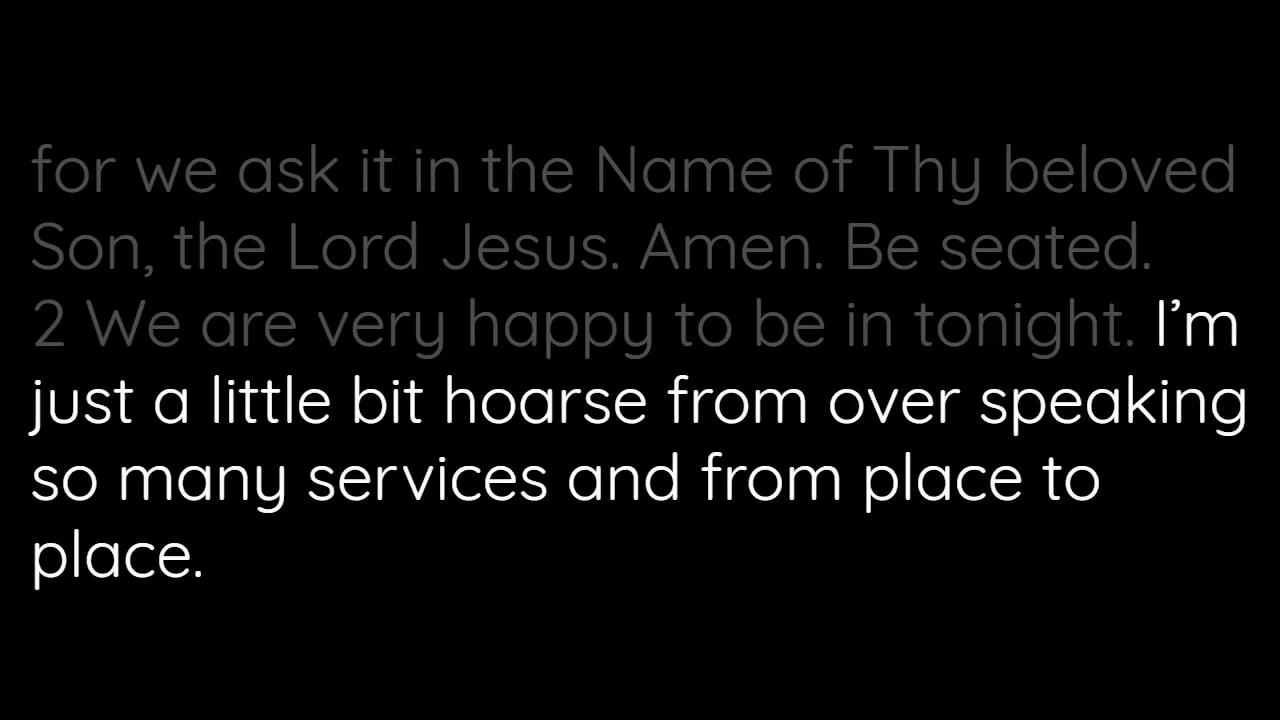 for we ask it in the Name of Thy beloved
Son, the Lord Jesus. Amen. Be seated.
2 We are very happy to be in tonight. I’m
just a little bit hoarse from over speaking
so many services and from place to
place.